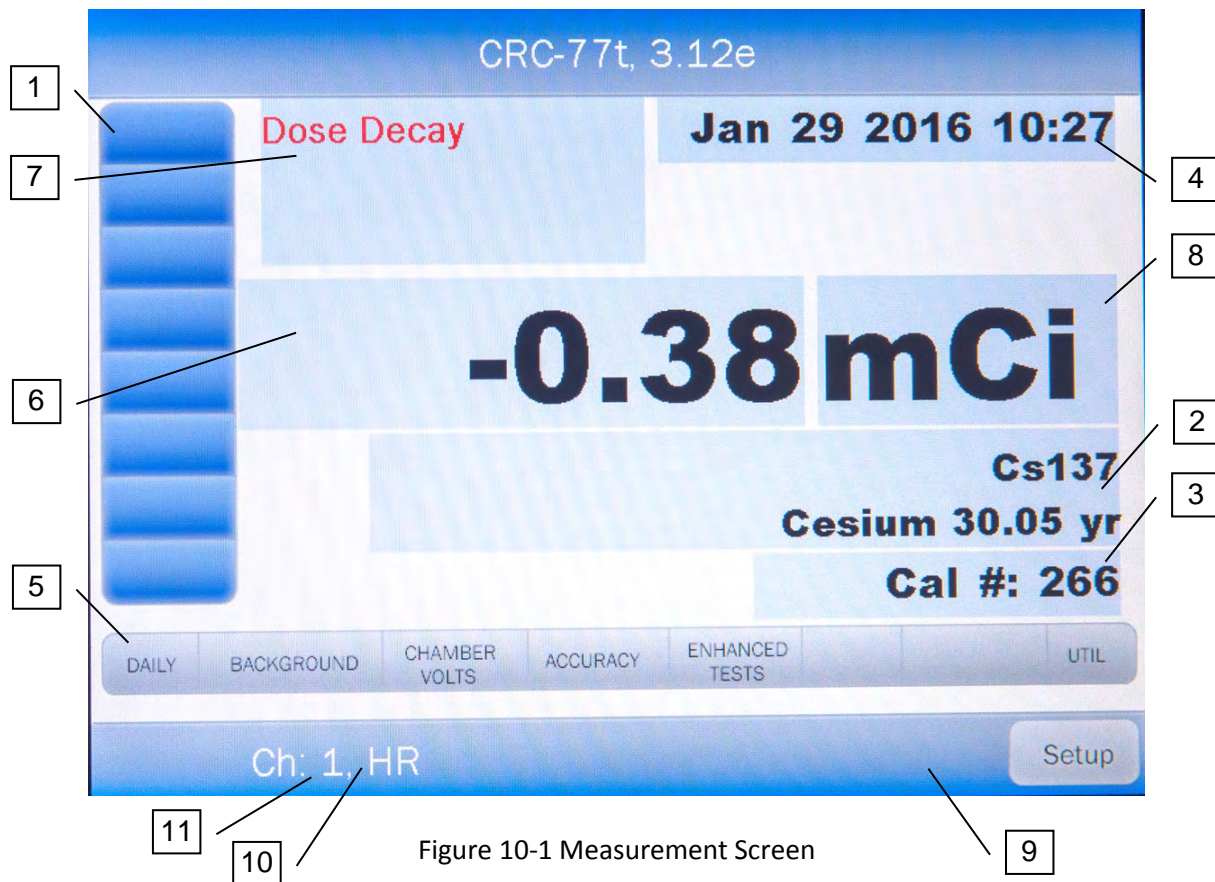 CRC-77t, 3.12e
1
Dose Decay
Jan 29 2016 10:27
7
4
8
-0.38 mCi
6
2
Cs137
3
Cesium 30.05 yr
5
Cal #: 266
DAILY BACKGROUND CHAMBER VOLTS ACCURACY ENHANCED TESTS UTIL
Ch: 1, HR
Setup
11
10
Figure 10-1 Measurement Screen
9